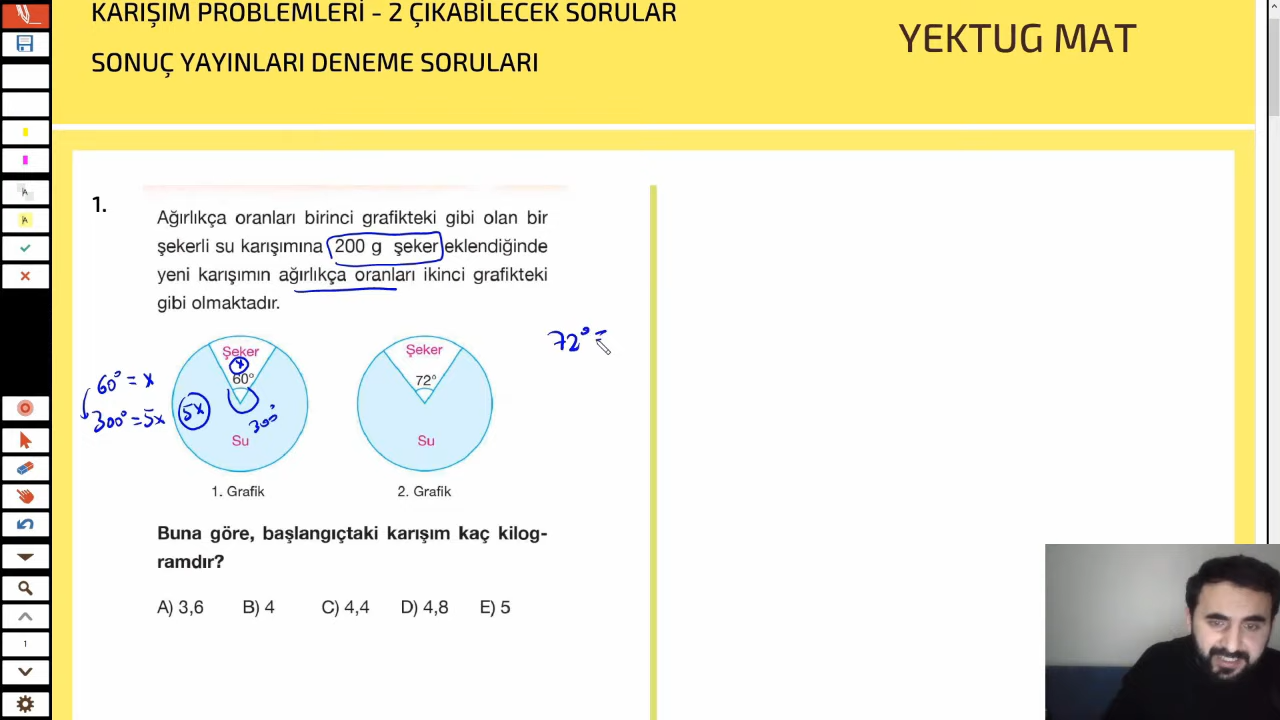 KARIŞIM PROBLEMLERİ - 2 ÇIKABİLECEK SORULAR
SONUÇ YAYINLARI DENEME SORULARI
YEKTUG MAT
1.
Ağırlıkça oranları birinci grafikteki gibi olan bir
şekerli su karışımına 200 g şeker eklendiğinde
yeni karışımın ağırlıkça oranları ikinci grafikteki
gibi olmaktadır.
Şeker
x
60°
5x
300°
Su
1. Grafik
60° = x
300° = 5x
Şeker
72°
Su
2. Grafik
72° =
Buna göre, başlangıçtaki karışım kaç kilog-
ramdır?
A) 3,6 B) 4 C) 4,4 D) 4,8 E) 5
A
A
1